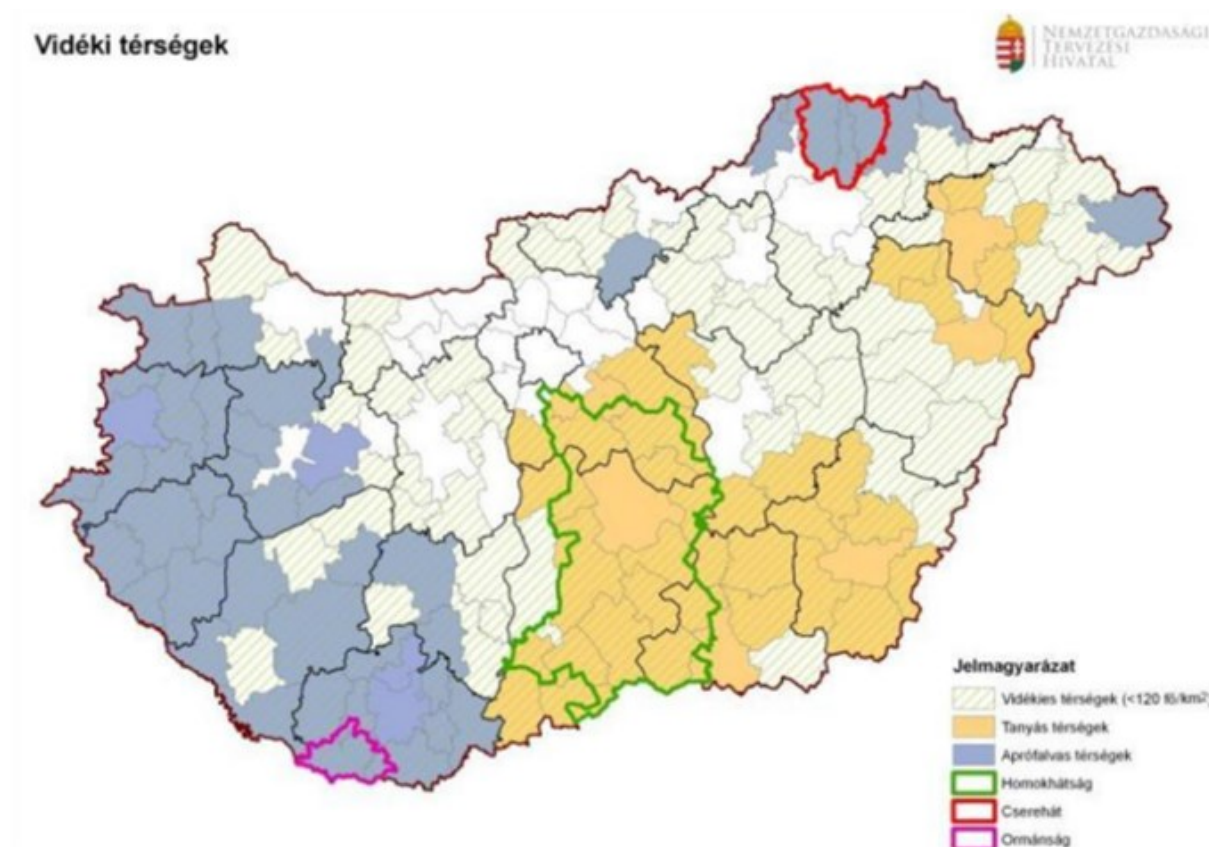 Vidéki térségek
NEMZETGAZDASÁGI
TERVEZÉSI
HIVATAL
Jelmagyarázat
Vidékies térségek (<120 fő/km²)
Tanyás térségek
Aprófalvas térségek
Homokhátság
Cserehát
Ormánság